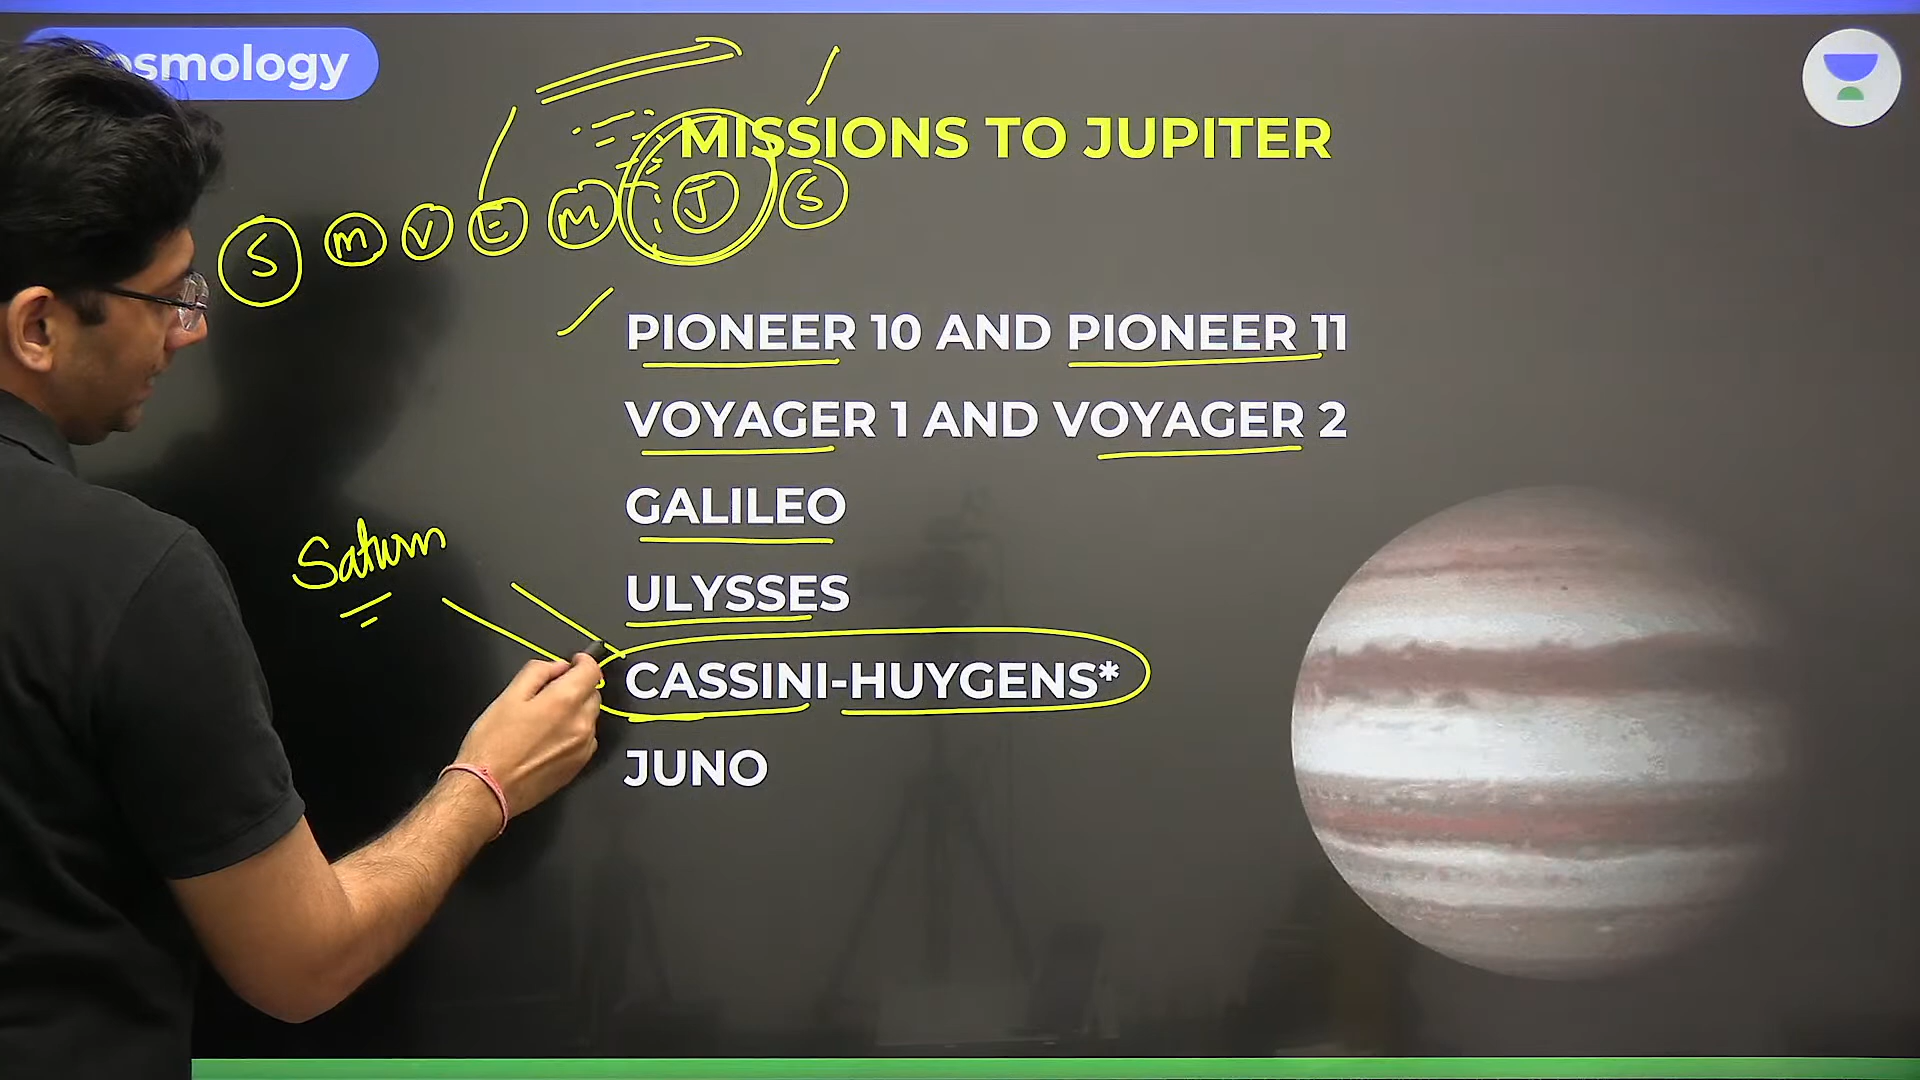 osmology
MISSIONS TO JUPITER
S M V E M J S
PIONEER 10 AND PIONEER 11
VOYAGER 1 AND VOYAGER 2
GALILEO
Saturn
ULYSSES
CASSINI-HUYGENS*
JUNO